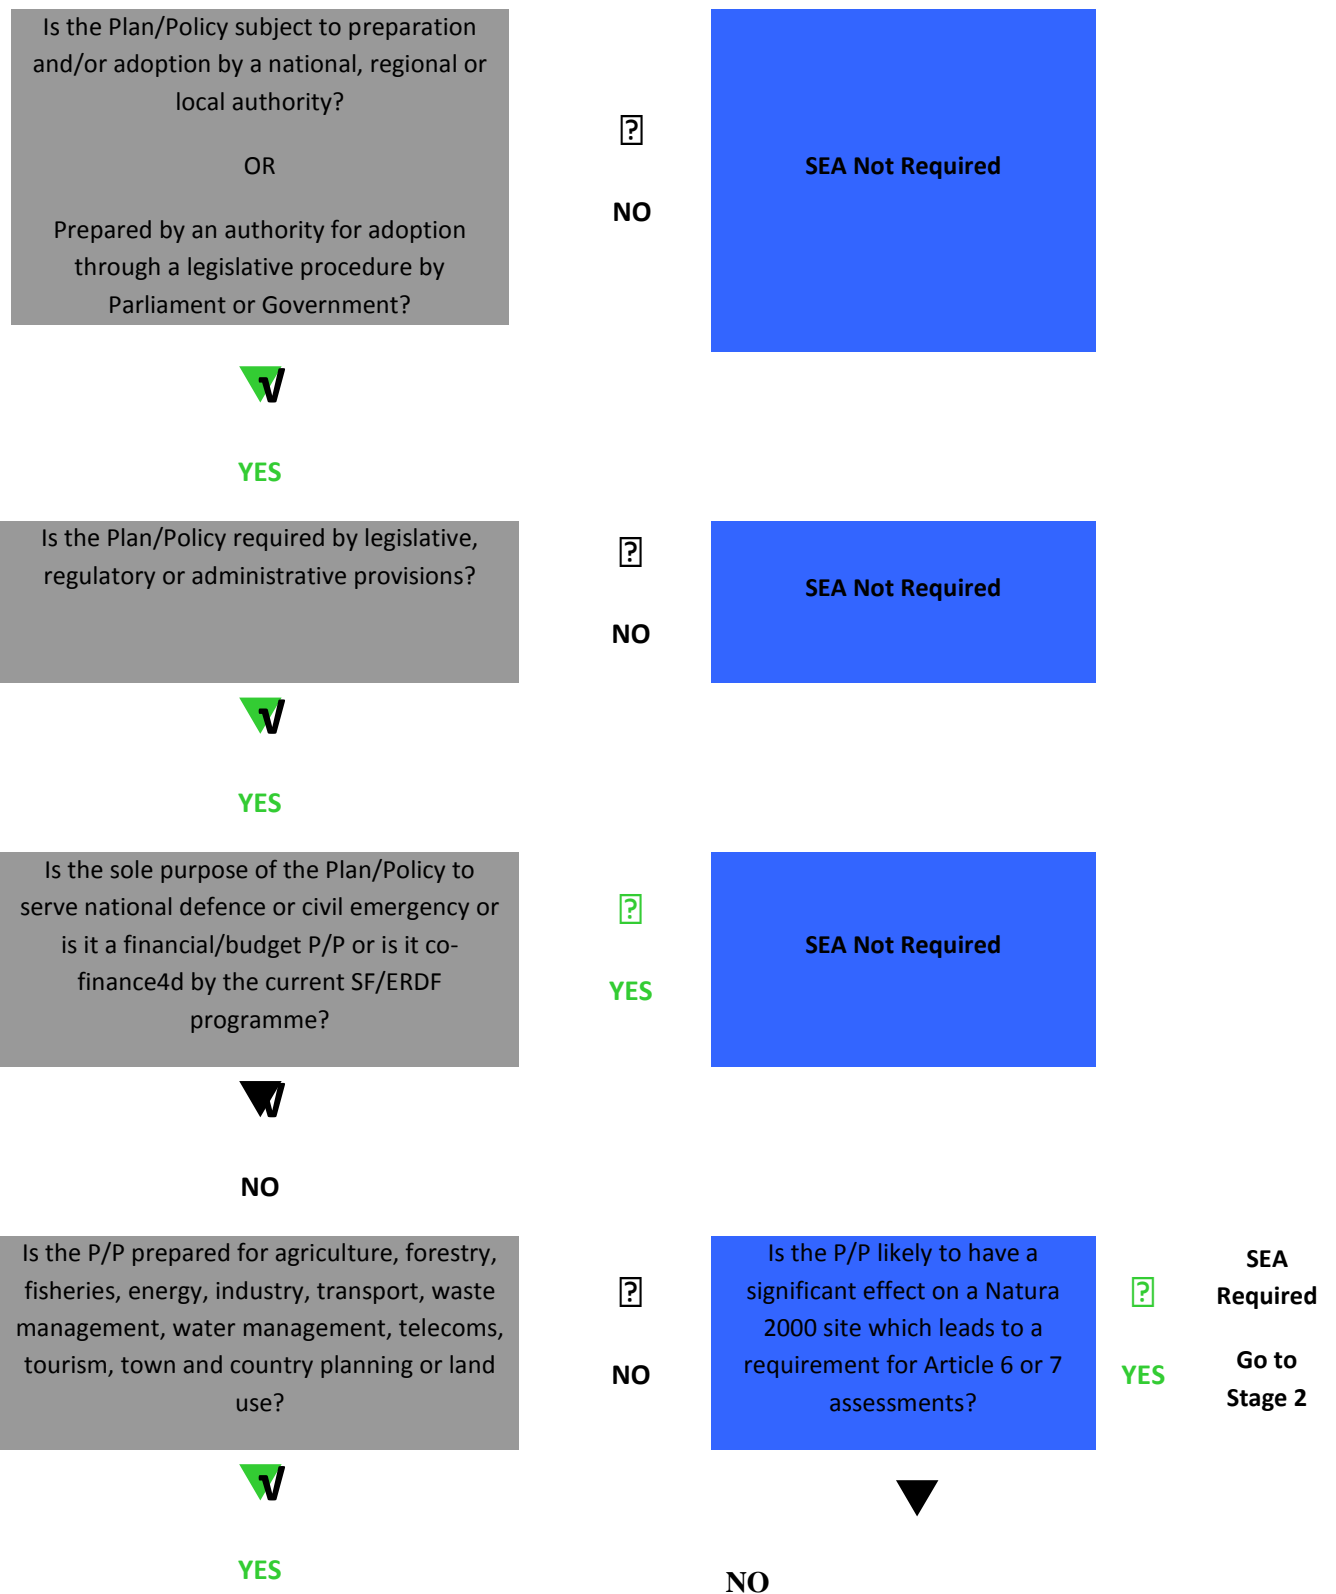 Is the Plan/Policy subject to preparation
and/or adoption by a national, regional or
local authority?
OR
Prepared by an authority for adoption
through a legislative procedure by
Parliament or Government?
NO
SEA Not Required
√
YES
Is the Plan/Policy required by legislative,
regulatory or administrative provisions?
NO
SEA Not Required
√
YES
Is the sole purpose of the Plan/Policy to
serve national defence or civil emergency or
is it a financial/budget P/P or is it co-
finance4d by the current SF/ERDF
programme?
YES
SEA Not Required
√
NO
Is the P/P prepared for agriculture, forestry,
fisheries, energy, industry, transport, waste
management, water management, telecoms,
tourism, town and country planning or land
use?
NO
Is the P/P likely to have a
significant effect on a Natura
2000 site which leads to a
requirement for Article 6 or 7
assessments?
YES
SEA
Required
Go to
Stage 2
√
YES
NO